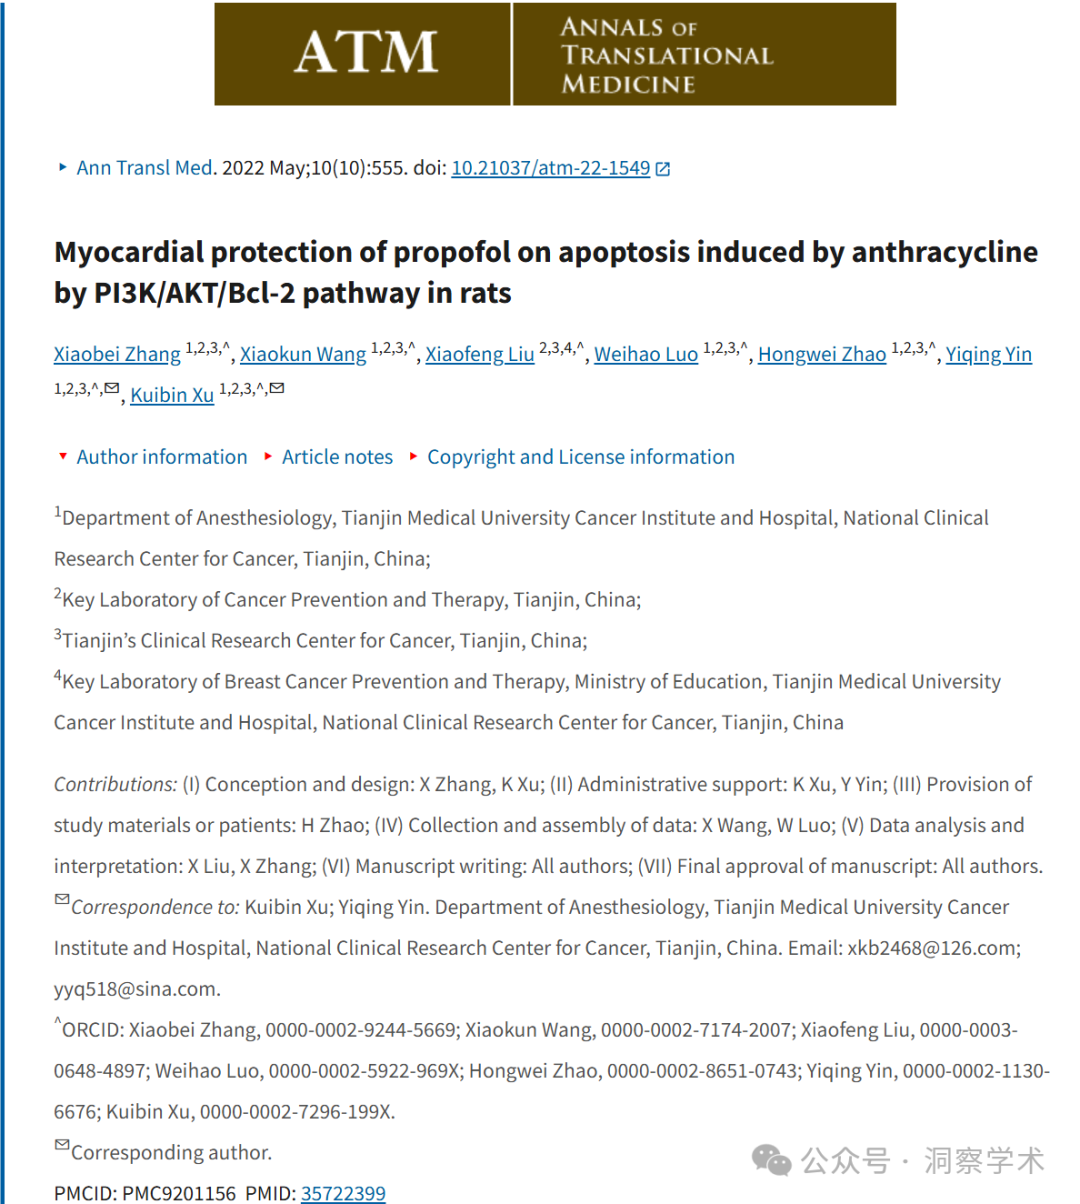 ATM
ANNALS OF
TRANSLATIONAL
MEDICINE
Ann Transl Med. 2022 May;10(10):555. doi: 10.21037/atm-22-1549
Myocardial protection of propofol on apoptosis induced by anthracycline
by PI3K/AKT/Bcl-2 pathway in rats
Xiaobei Zhang 1,2,3,^, Xiaokun Wang 1,2,3,^, Xiaofeng Liu 2,3,4,^, Weihao Luo 1,2,3,^, Hongwei Zhao 1,2,3,^, Yiqing Yin
1,2,3,^,✉, Kuibin Xu 1,2,3,^,✉
Author information Article notes Copyright and License information
1Department of Anesthesiology, Tianjin Medical University Cancer Institute and Hospital, National Clinical
Research Center for Cancer, Tianjin, China;
2Key Laboratory of Cancer Prevention and Therapy, Tianjin, China;
3Tianjin’s Clinical Research Center for Cancer, Tianjin, China;
4Key Laboratory of Breast Cancer Prevention and Therapy, Ministry of Education, Tianjin Medical University
Cancer Institute and Hospital, National Clinical Research Center for Cancer, Tianjin, China
Contributions: (I) Conception and design: X Zhang, K Xu; (II) Administrative support: K Xu, Y Yin; (III) Provision of
study materials or patients: H Zhao; (IV) Collection and assembly of data: X Wang, W Luo; (V) Data analysis and
interpretation: X Liu, X Zhang; (VI) Manuscript writing: All authors; (VII) Final approval of manuscript: All authors.
✉Correspondence to: Kuibin Xu; Yiqing Yin. Department of Anesthesiology, Tianjin Medical University Cancer
Institute and Hospital, National Clinical Research Center for Cancer, Tianjin, China. Email: xkb2468@126.com;
yyq518@sina.com.
^ORCID: Xiaobei Zhang, 0000-0002-9244-5669; Xiaokun Wang, 0000-0002-7174-2007; Xiaofeng Liu, 0000-0003-
0648-4897; Weihao Luo, 0000-0002-5922-969X; Hongwei Zhao, 0000-0002-8651-0743; Yiqing Yin, 0000-0002-1130-
6676; Kuibin Xu, 0000-0002-7296-199X.
✉Corresponding author.
公众号 · 洞察学术
PMCID: PMC9201156 PMID: 35722399